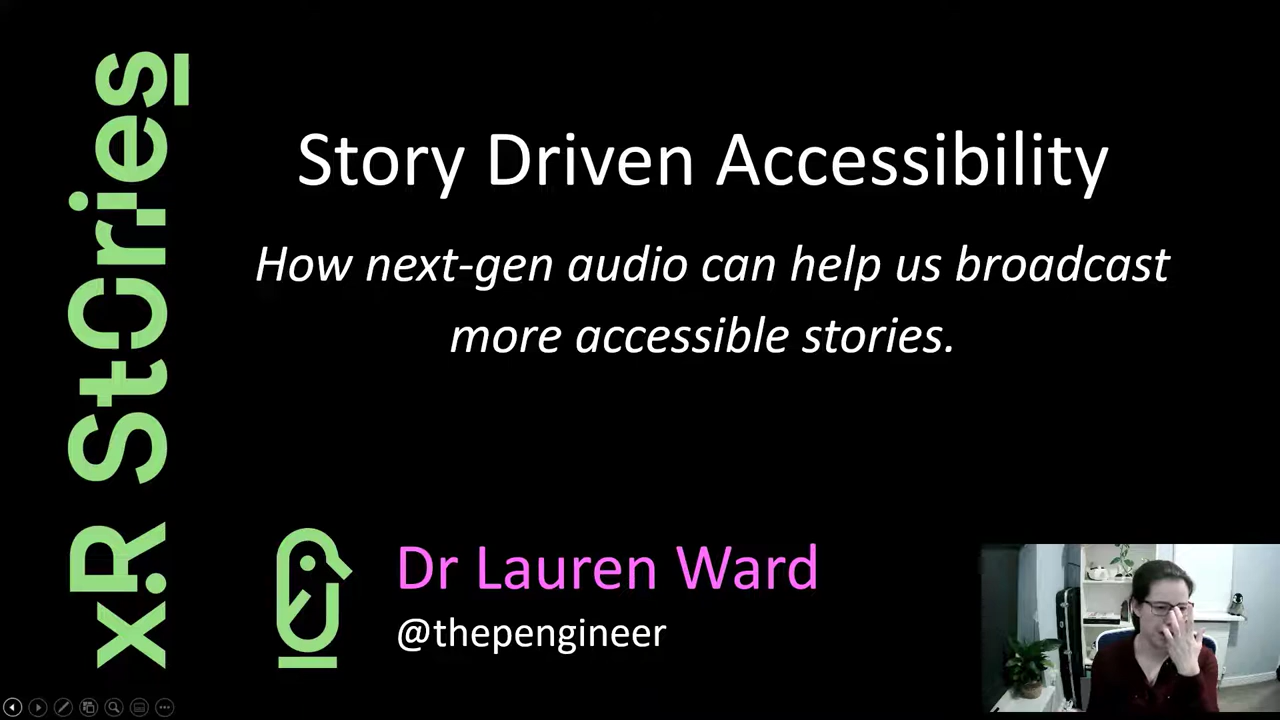 x.R StOries
Story Driven Accessibility
How next-gen audio can help us broadcast
more accessible stories.
Dr Lauren Ward
@thepengineer